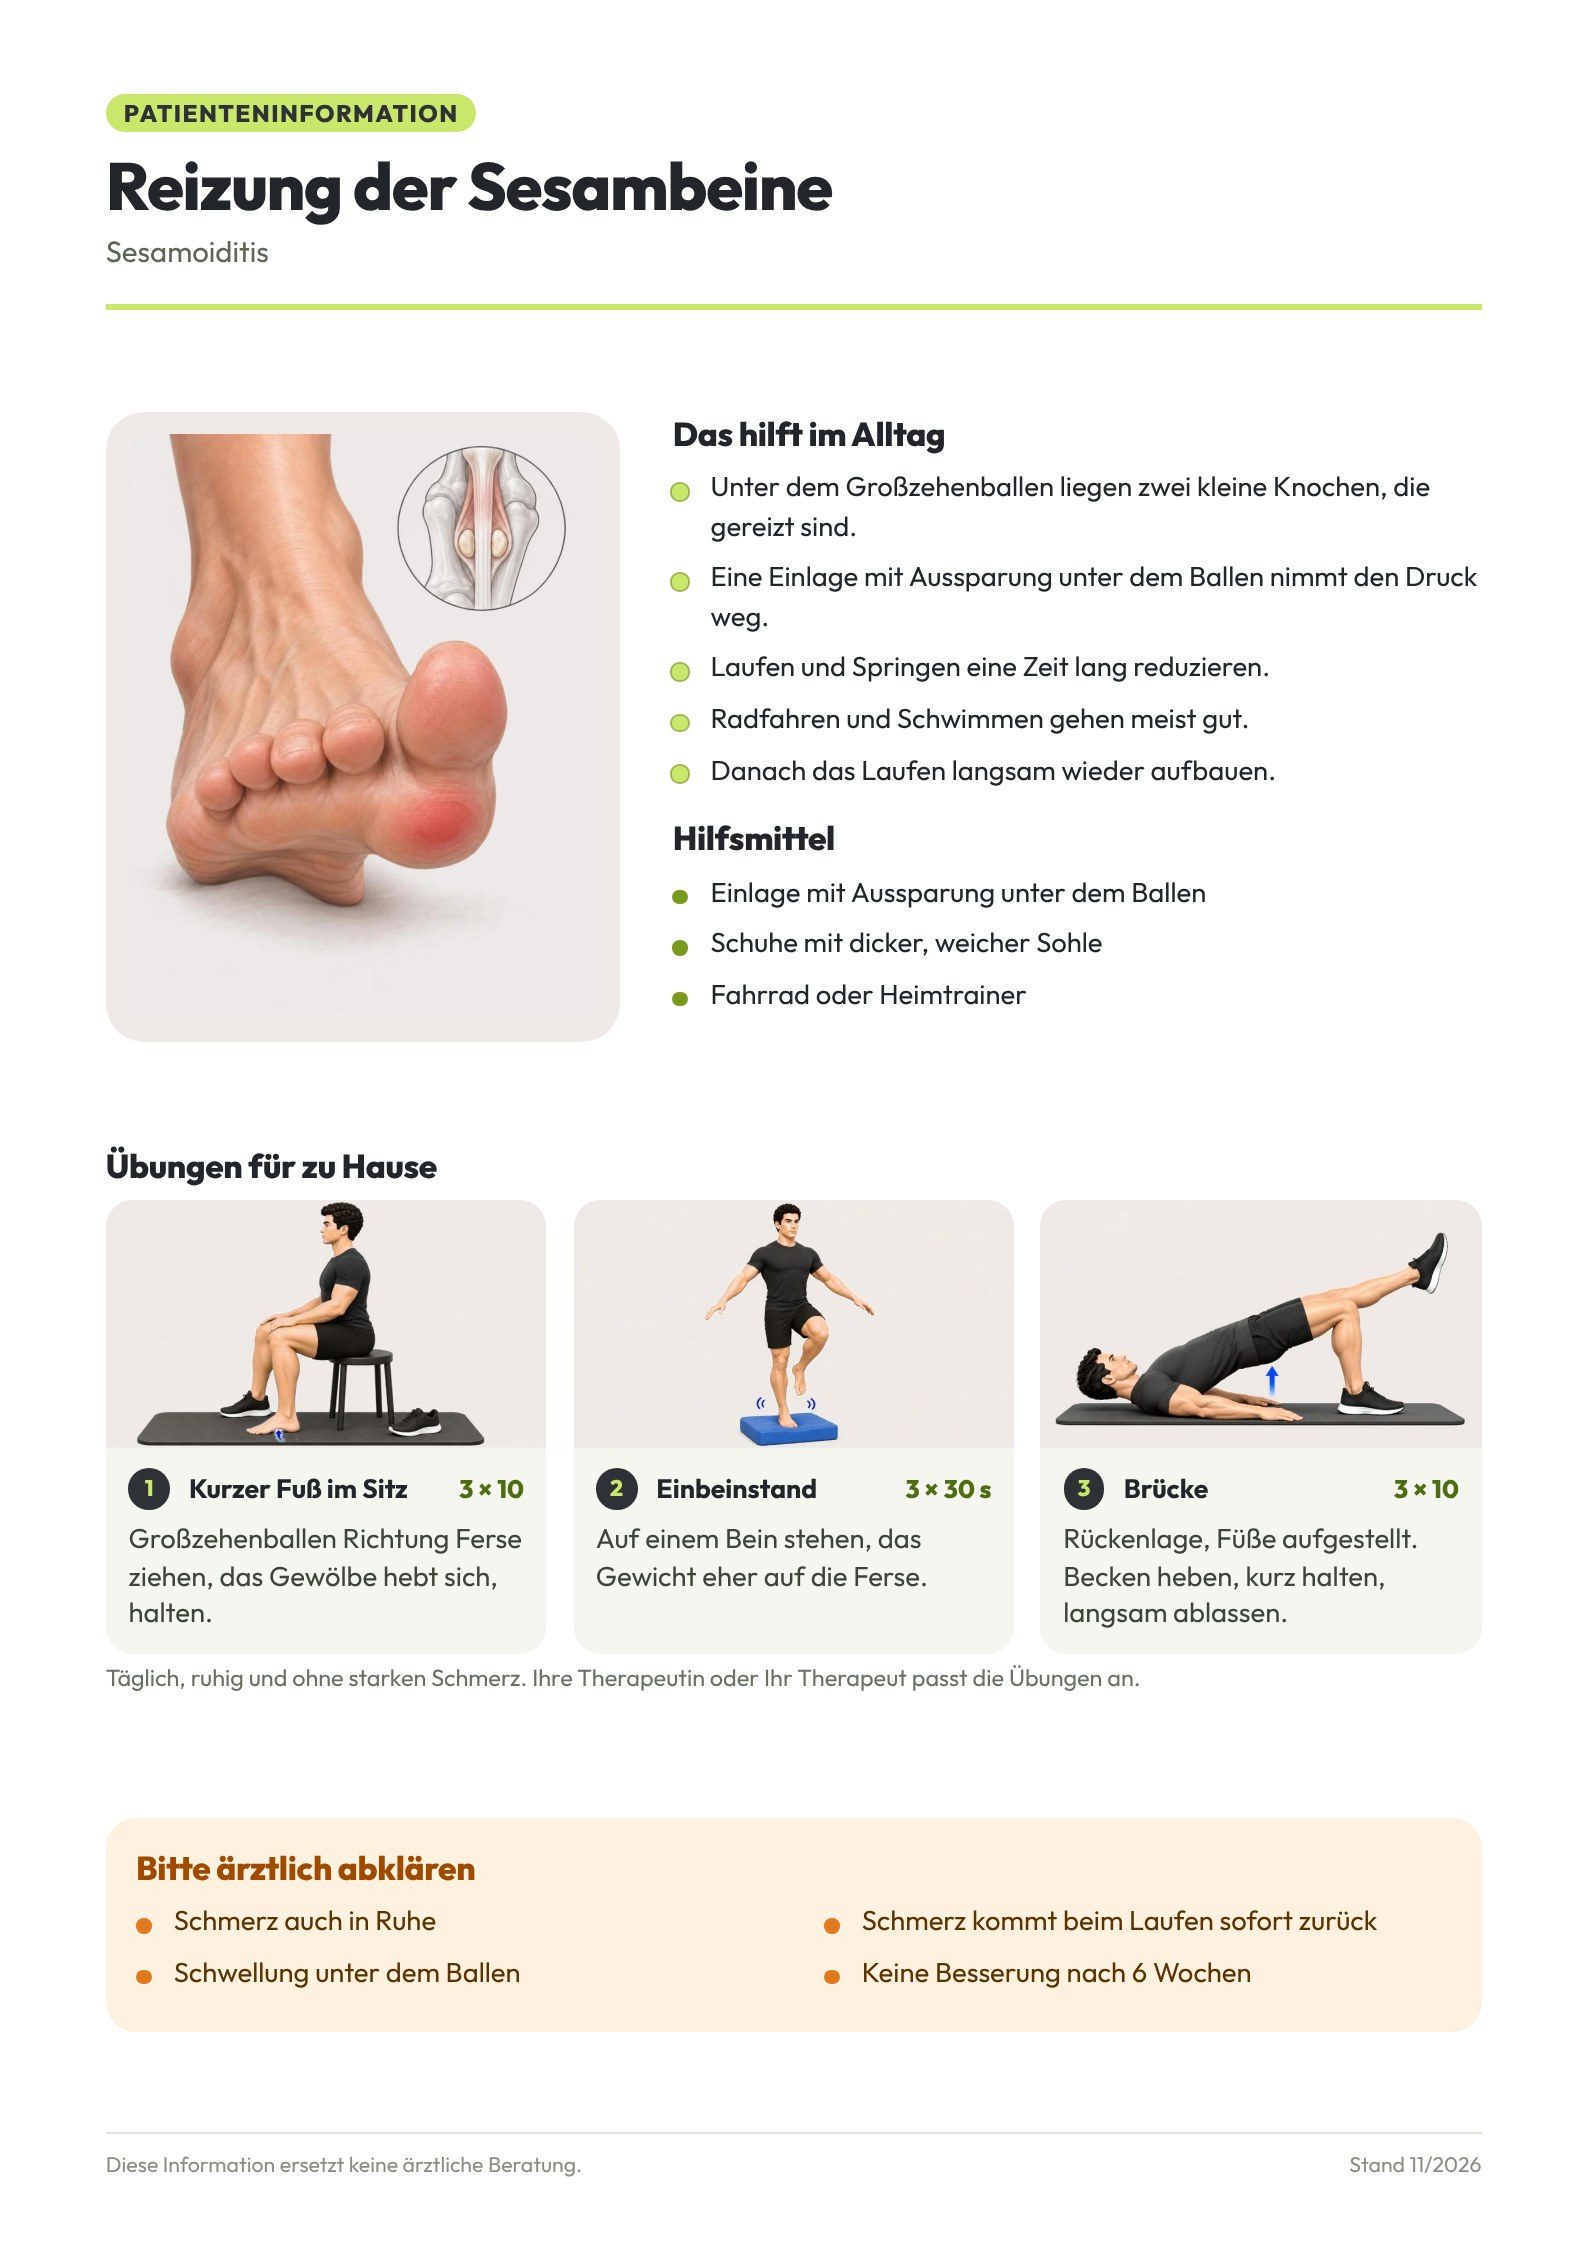 PATIENTENINFORMATION
Reizung der Sesambeine
Sesamoiditis
Das hilft im Alltag
Unter dem Großzehenballen liegen zwei kleine Knochen, die
gereizt sind.
Eine Einlage mit Aussparung unter dem Ballen nimmt den Druck
weg.
Laufen und Springen eine Zeit lang reduzieren.
Radfahren und Schwimmen gehen meist gut.
Danach das Laufen langsam wieder aufbauen.
Hilfsmittel
Einlage mit Aussparung unter dem Ballen
Schuhe mit dicker, weicher Sohle
Fahrrad oder Heimtrainer
Übungen für zu Hause
1 Kurzer Fuß im Sitz 3 × 10
Großzehenballen Richtung Ferse
ziehen, das Gewölbe hebt sich,
halten.
2 Einbeinstand 3 × 30 s
Auf einem Bein stehen, das
Gewicht eher auf die Ferse.
3 Brücke 3 × 10
Rückenlage, Füße aufgestellt.
Becken heben, kurz halten,
langsam ablassen.
Täglich, ruhig und ohne starken Schmerz. Ihre Therapeutin oder Ihr Therapeut passt die Übungen an.
Bitte ärztlich abklären
Schmerz auch in Ruhe
Schwellung unter dem Ballen
Schmerz kommt beim Laufen sofort zurück
Keine Besserung nach 6 Wochen
Diese Information ersetzt keine ärztliche Beratung.
Stand 11/2026